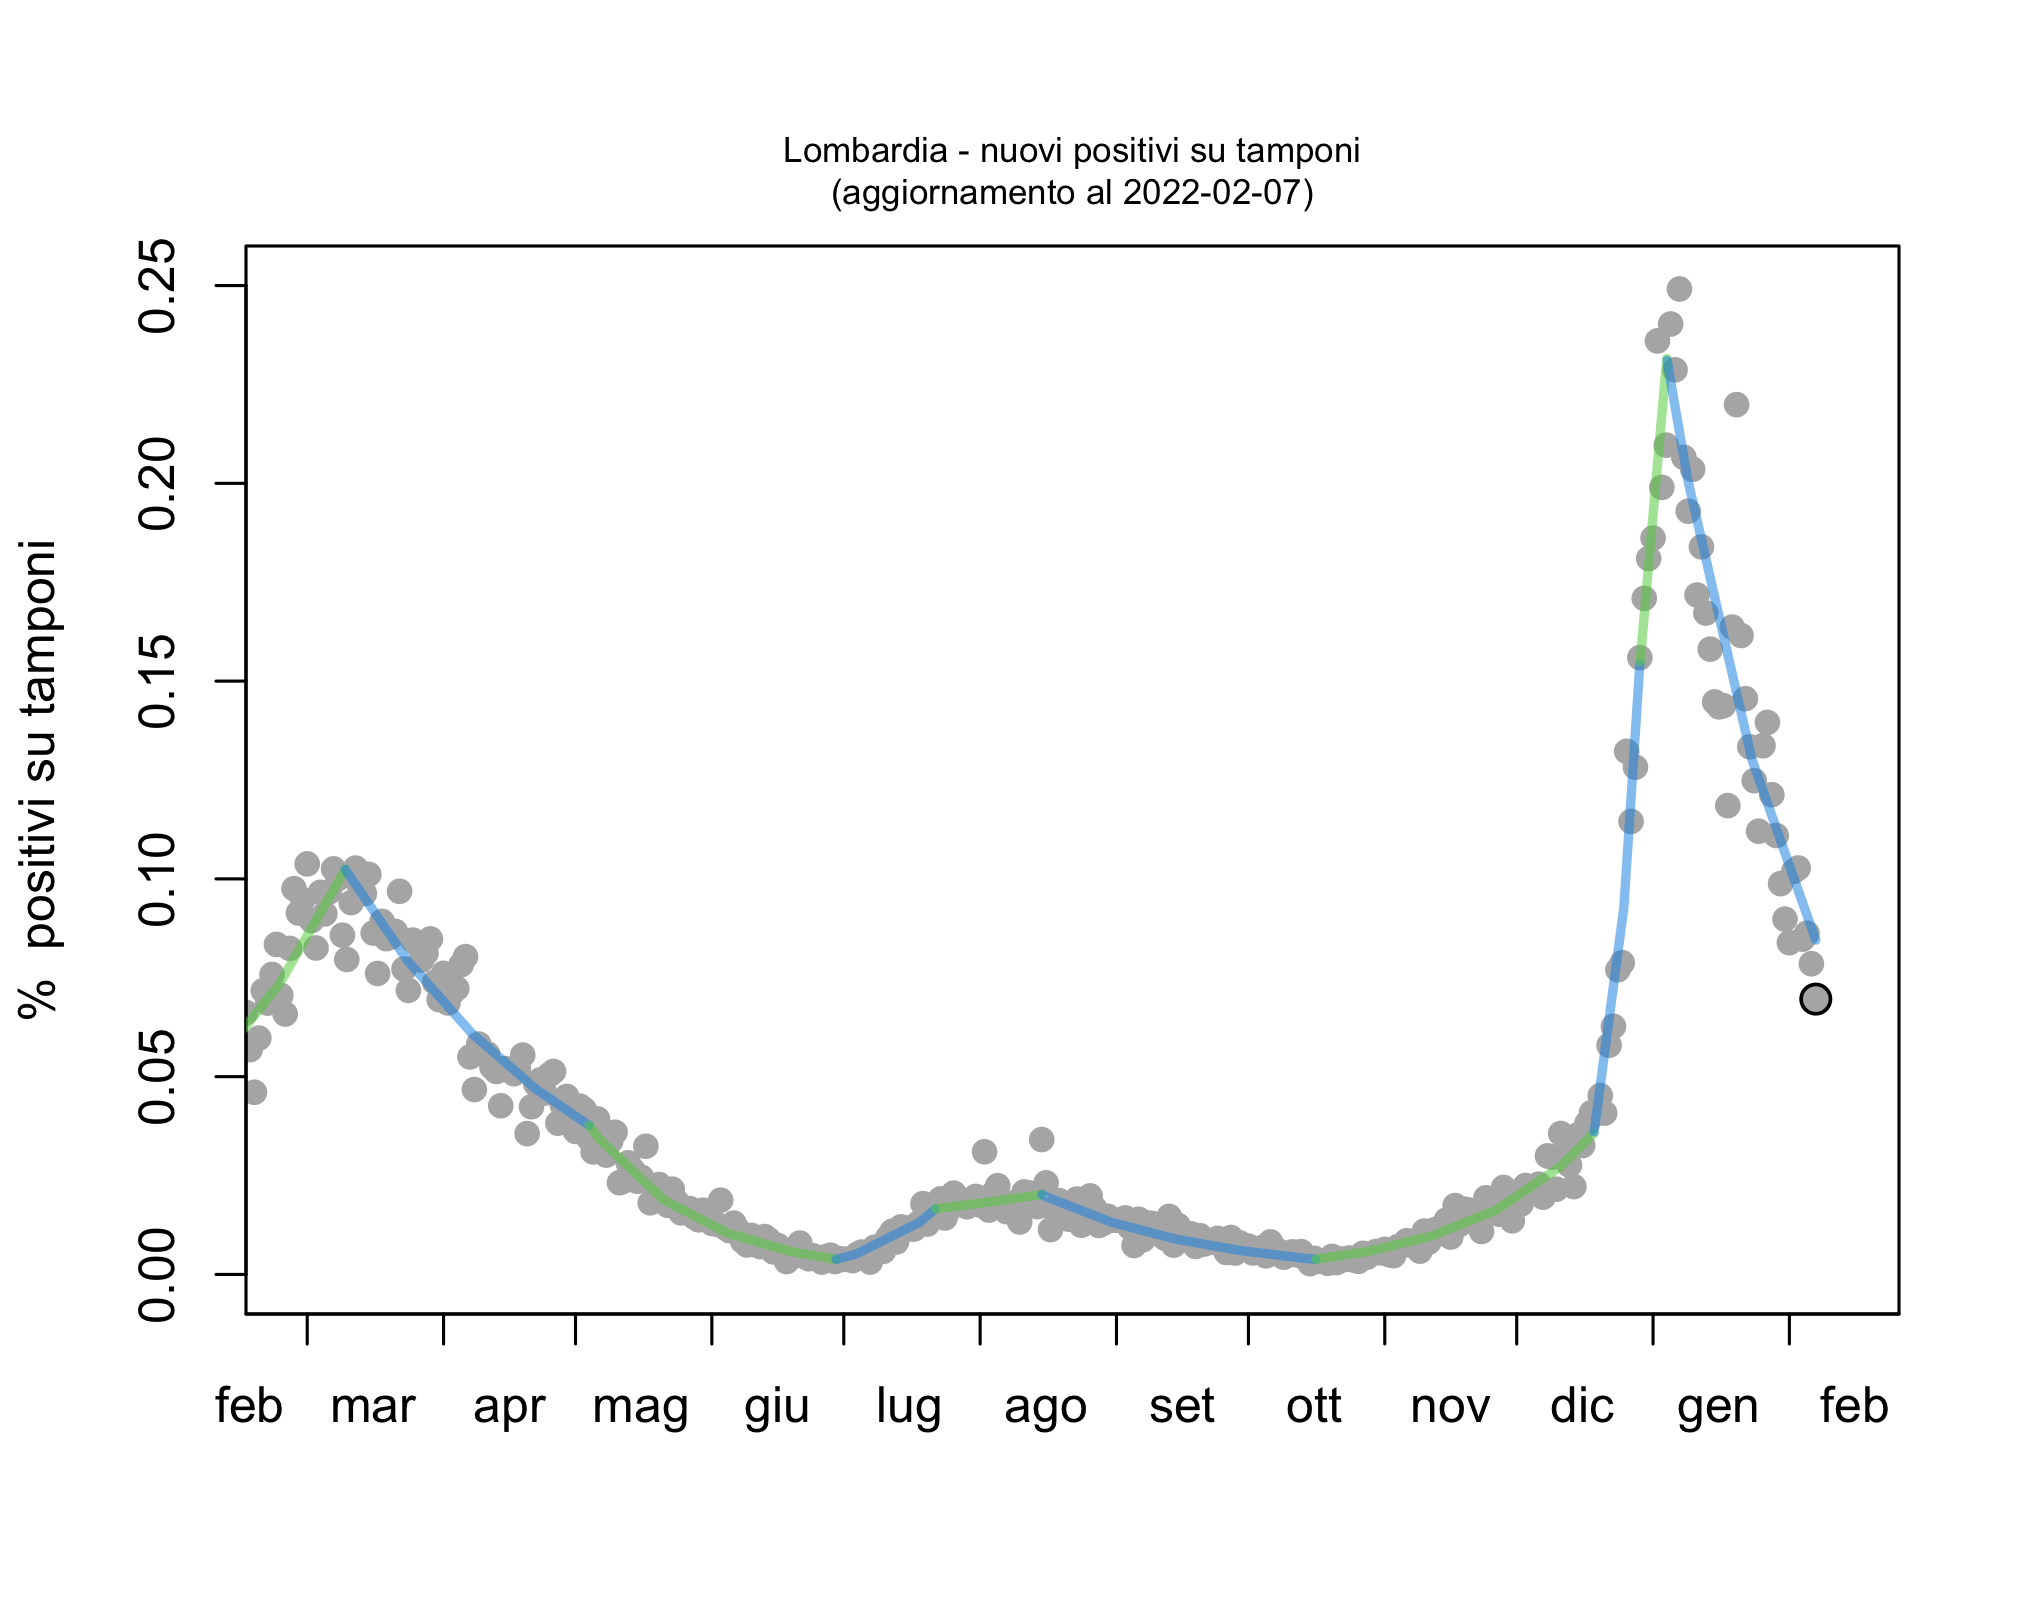 Lombardia - nuovi positivi su tamponi
(aggiornamento al 2022-02-07)
% positivi su tamponi
0.25
0.20
0.15
0.10
0.05
0.00
feb mar apr mag giu lug ago set ott nov dic gen feb